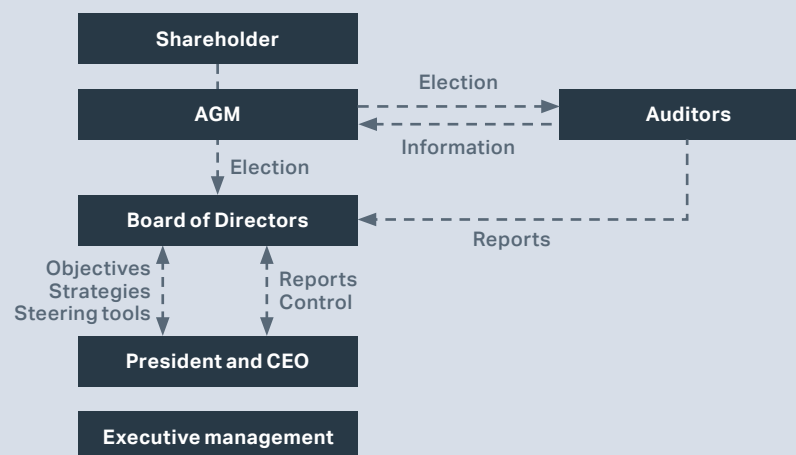 Shareholder
Election
AGM
Auditors
Information
Election
Board of Directors
Reports
Objectives
Strategies
Steering tools
Reports
Control
President and CEO
Executive management